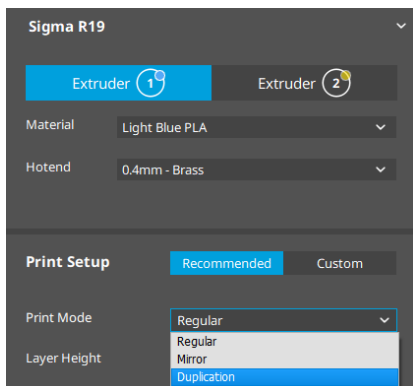 Sigma R19
Extruder 1 Extruder 2
Material Light Blue PLA
Hotend 0.4mm - Brass
Print Setup Recommended Custom
Print Mode Regular
Regular
Layer Height Mirror
Duplication